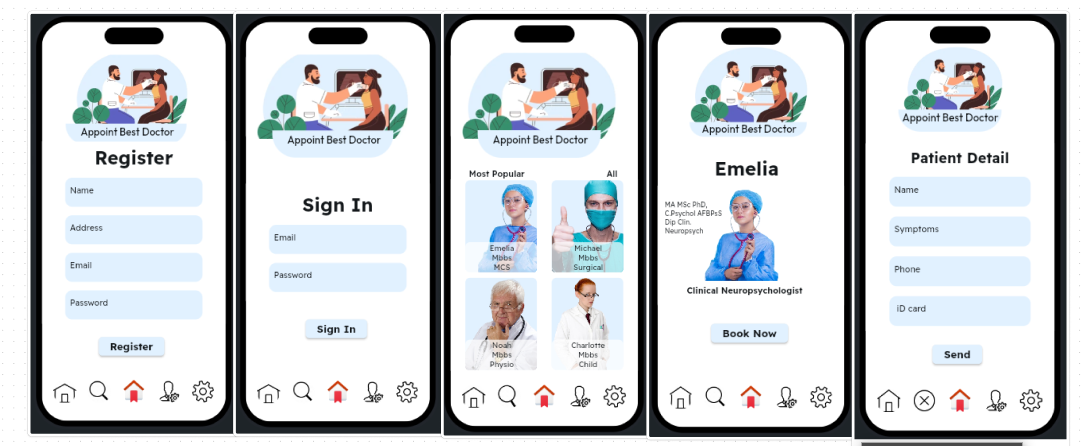 Appoint Best Doctor
Register
Name
Address
Email
Password
Register
Appoint Best Doctor
Sign In
Email
Password
Sign In
Appoint Best Doctor
Most Popular
All
Emelia
Mbbs
MCS
Michael
Mbbs
Surgical
Noah
Mbbs
Physio
Charlotte
Mbbs
Child
Appoint Best Doctor
Emelia
MA MSc PhD,
C.Psychol AFBPsS
Dip Clin.
Neuropsych
Clinical Neuropsychologist
Book Now
Appoint Best Doctor
Patient Detail
Name
Symptoms
Phone
iD card
Send